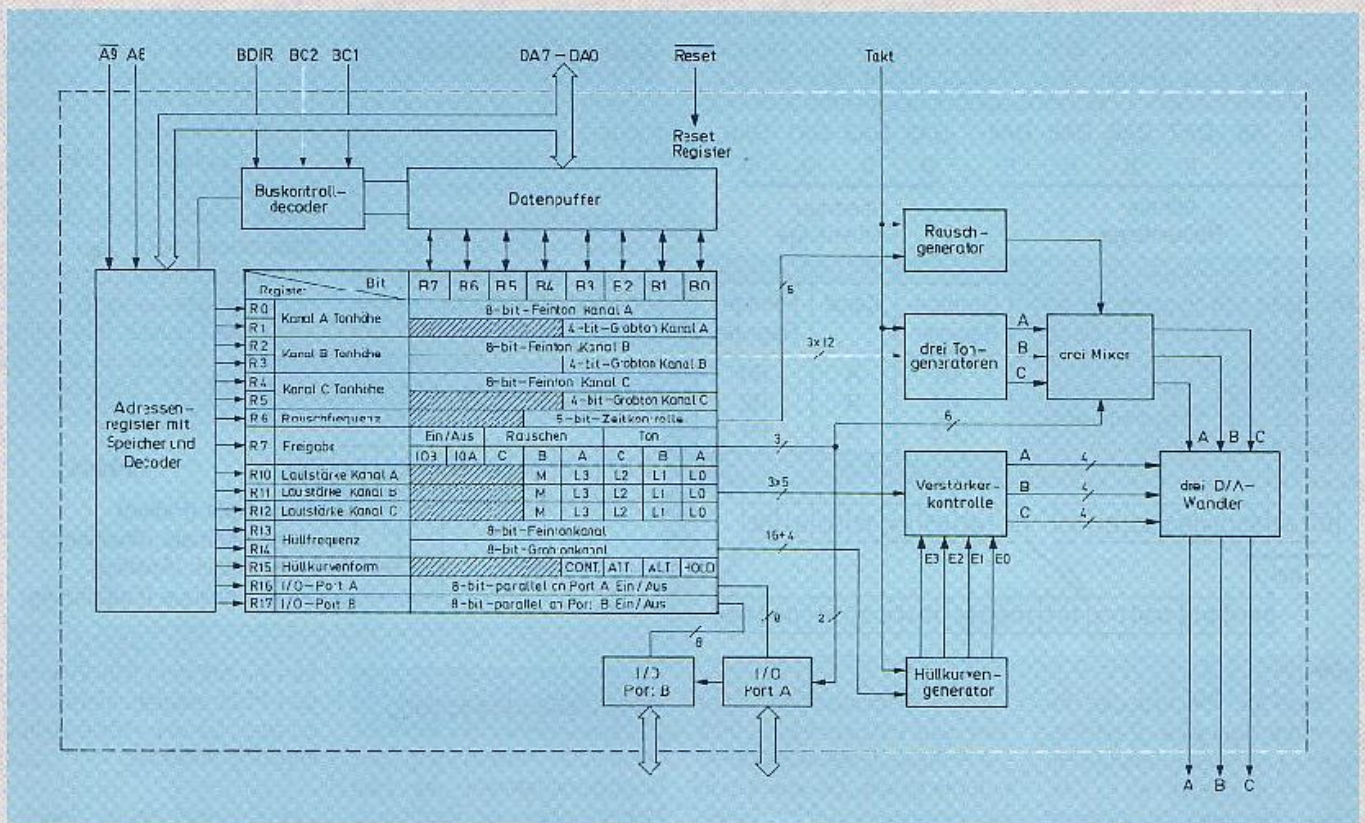 A9 A8 BDIR BC2 BC1 DA7-DA0 Reset Takt
Reset
Register
Buskontroll-
decoder
Datenpuffer
Rausch-
generator
Adressen-
register mit
Speicher und
Decoder
Register Bit B7 B6 B5 B4 B3 B2 B1 B0
R0 Kanal A Tonhöhe 8-bit-Feinton Kanal A
R1 4-bit-Grobton Kanal A
R2 Kanal B Tonhöhe 8-bit-Feinton Kanal B
R3 4-bit-Grobton Kanal B
R4 Kanal C Tonhöhe 8-bit-Feinton Kanal C
R5 4-bit-Grobton Kanal C
R6 Rauschfrequenz 5-bit-Zeitkontrolle
R7 Freigabe Ein/Aus Rauschen Ton
IOB IOA C B A C B A
R10 Lautstärke Kanal A M L3 L2 L1 L0
R11 Lautstärke Kanal B M L3 L2 L1 L0
R12 Lautstärke Kanal C M L3 L2 L1 L0
R13 Hüllfrequenz 8-bit-Feintonkanal
R14 8-bit-Grobtonkanal
R15 Hüllkurvenform CONT. ATT. ALT. HOLD
R16 I/O-Port A 8-bit-parallel on Port A Ein/Aus
R17 I/O-Port B 8-bit-parallel on Port B Ein/Aus
5
3x12
3
6
3x5
16+4
8
8
2
drei Ton-
generatoren
A
B
C
drei Mixer
A B C
Verstärker-
kontrolle
A 4
B 4
C 4
drei D/A-
Wandler
E3 E2 E1 E0
Hüllkurven-
generator
I/O
Port B
I/O
Port A
A B C